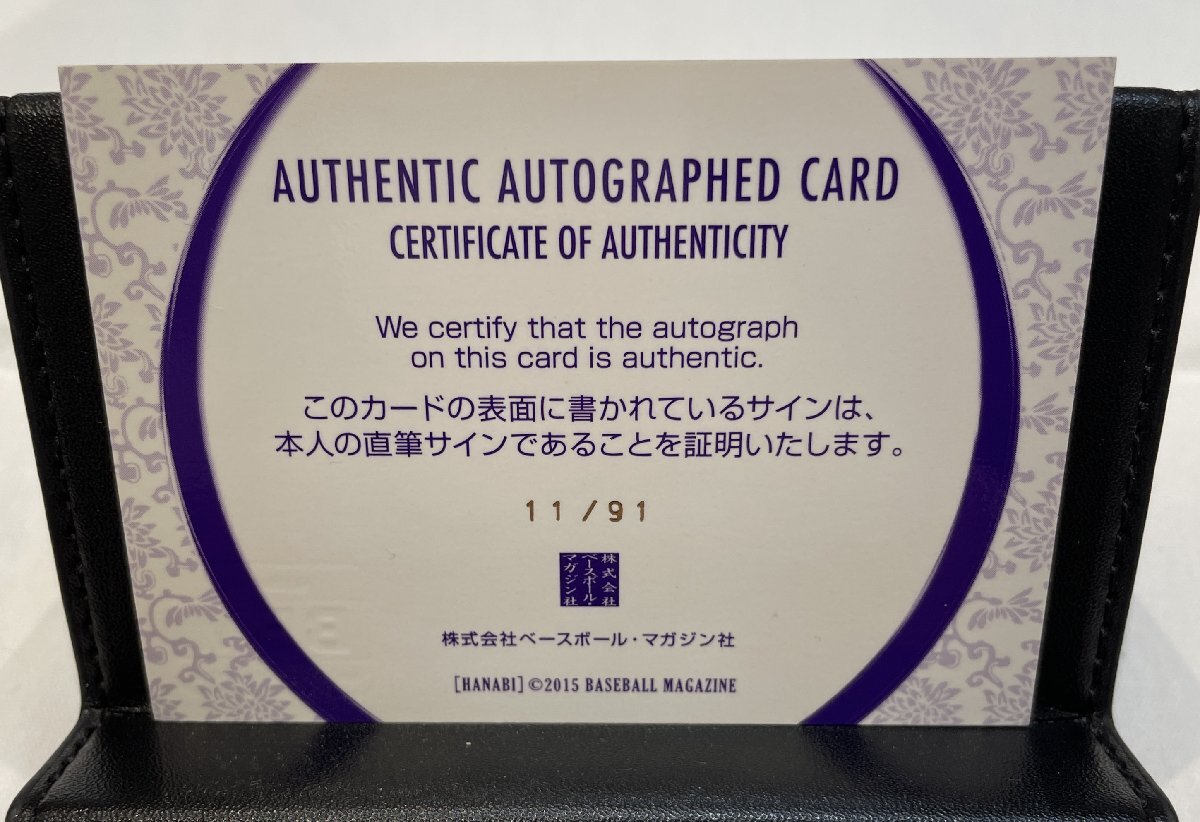 AUTHENTIC AUTOGRAPHED CARD
CERTIFICATE OF AUTHENTICITY
We certify that the autograph
on this card is authentic.
このカードの表面に書かれているサインは、
本人の直筆サインであることを証明いたします。
11/91
株式会社
ベースボール・
マガジン社
株式会社ベースボール・マガジン社
[HANABI] ©2015 BASEBALL MAGAZINE